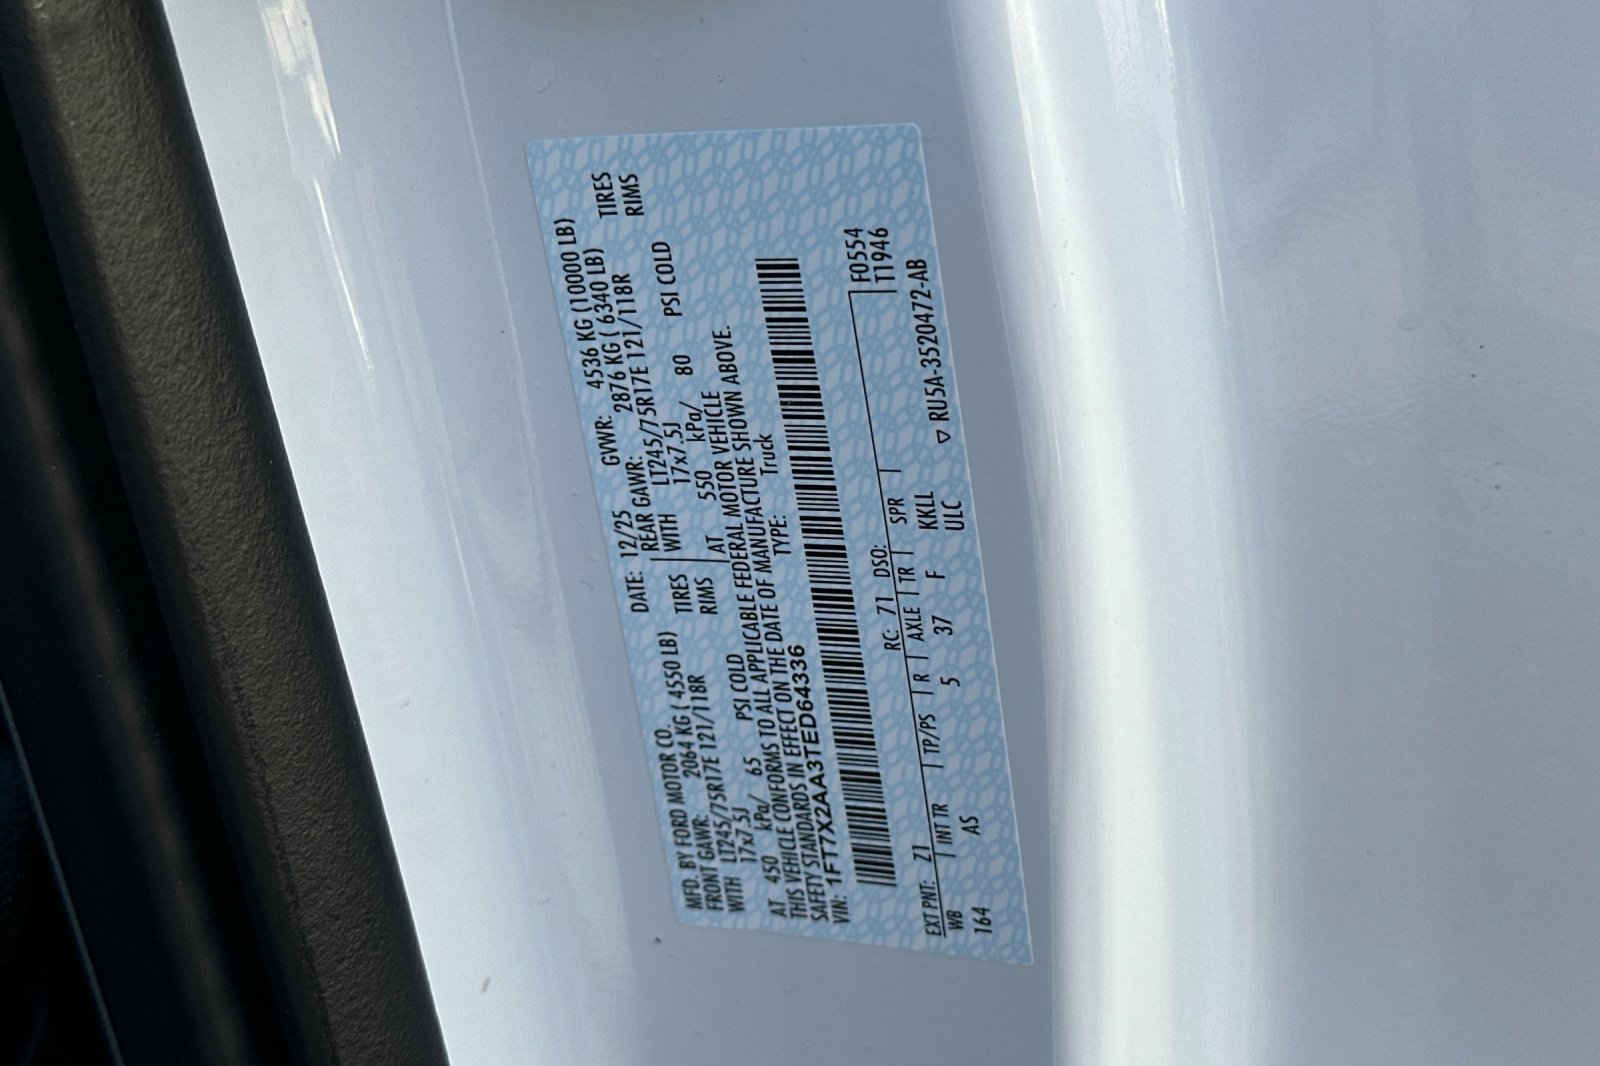 MFD. BY FORD MOTOR CO.
DATE: 12/25 GVWR: 4536 KG (10000 LB)
FRONT GAWR: 2064 KG ( 4550 LB) REAR GAWR: 2876 KG ( 6340 LB)
WITH LT245/75R17E 121/118R TIRES WITH LT245/75R17E 121/118R TIRES
17x7.5J RIMS 17x7.5J RIMS
AT 450 kPa/ 65 PSI COLD AT 550 kPa/ 80 PSI COLD
THIS VEHICLE CONFORMS TO ALL APPLICABLE FEDERAL MOTOR VEHICLE
SAFETY STANDARDS IN EFFECT ON THE DATE OF MANUFACTURE SHOWN ABOVE.
VIN: 1FT7X2AA3TED64336 TYPE: Truck
F0554
T1946
EXT PNT: Z1 RC: 71 DSO:
WB INT TR TP/PS R AXLE TR SPR
164 AS 5 37 F KKLL
ULC ▽ RU5A-3520472-AB